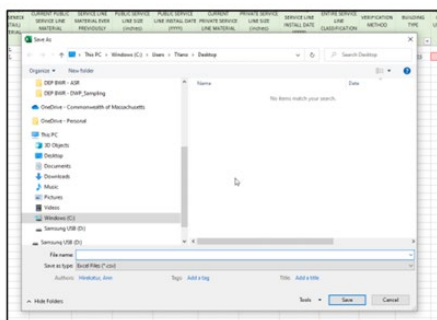 CURRENT PUBLIC SERVICE LINE MATERIAL
SERVICE LINE MATERIAL EVER PREVIOUSLY
PUBLIC SERVICE LINE SIZE (inches)
PUBLIC SERVICE LINE INSTALL DATE (YYYY)
CURRENT PRIVATE SERVICE LINE MATERIAL
PRIVATE SERVICE LINE SIZE (inches)
SERVICE LINE INSTALL DATE
ENTIRE SERVICE LINE CLASSIFICATION
VERIFICATION METHOD
BUILDING TYPE
Save As
This PC > Windows (C:) > Users > Thano > Desktop
Search Desktop
Organize New folder
DEP BWR - ASR
DEP BWR - DWP_Sampling
OneDrive - Commonwealth of Massachusetts
OneDrive - Personal
This PC
3D Objects
Desktop
Documents
Downloads
Music
Pictures
Videos
Windows (C:)
Samsung USB (D:)
Samsung USB (D:)
Name Date
No items match your search.
File name:
Save as type: Excel Files (*.csv)
Authors: Tags: Add a tag Title: Add a title
Hide Folders
Tools Save Cancel